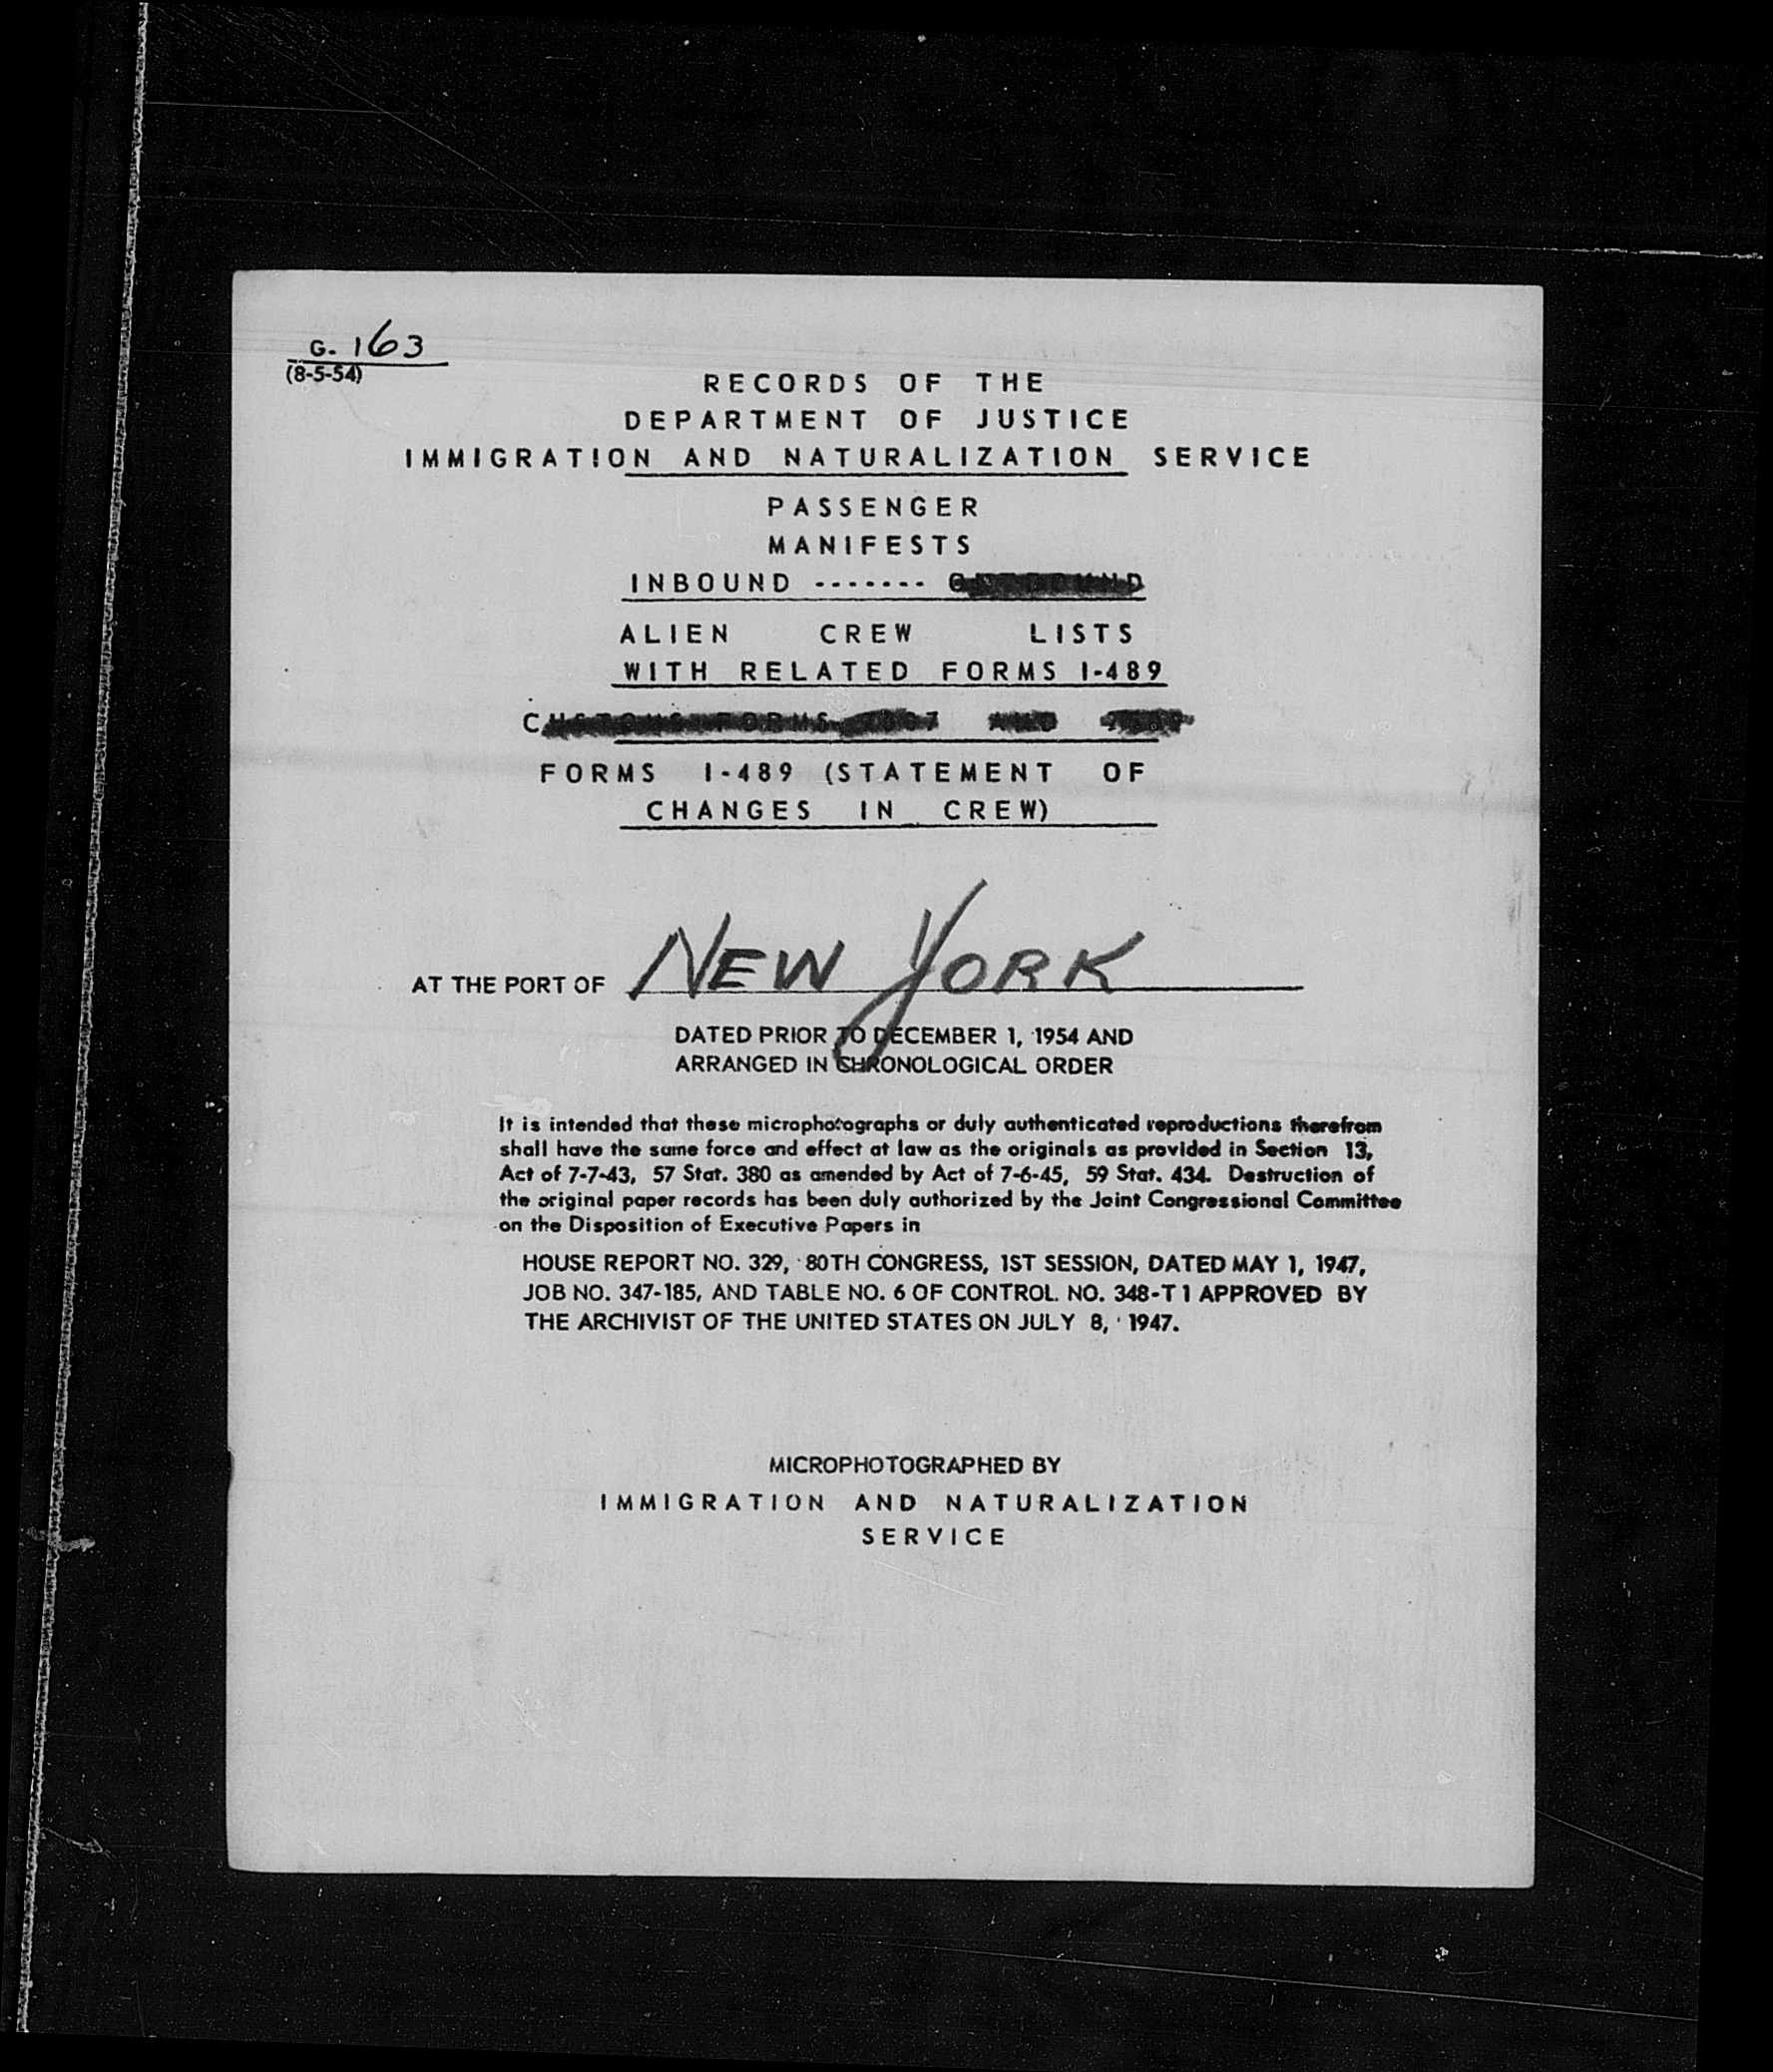 G. 163
(8-5-54)
RECORDS OF THE
DEPARTMENT OF JUSTICE
IMMIGRATION AND NATURALIZATION SERVICE
PASSENGER
MANIFESTS
INBOUND -------
ALIEN CREW LISTS
WITH RELATED FORMS I-489
FORMS I-489 (STATEMENT OF
CHANGES IN CREW)
AT THE PORT OF NEW YORK
DATED PRIOR TO DECEMBER 1, 1954 AND
ARRANGED IN CHRONOLOGICAL ORDER
It is intended that these microphotographs or duly authenticated reproductions therefrom
shall have the same force and effect at law as the originals as provided in Section 13,
Act of 7-7-43, 57 Stat. 380 as amended by Act of 7-6-45, 59 Stat. 434. Destruction of
the original paper records has been duly authorized by the Joint Congressional Committee
on the Disposition of Executive Papers in
HOUSE REPORT NO. 329, 80TH CONGRESS, 1ST SESSION, DATED MAY 1, 1947,
JOB NO. 347-185, AND TABLE NO. 6 OF CONTROL NO. 348-T 1 APPROVED BY
THE ARCHIVIST OF THE UNITED STATES ON JULY 8, 1947.
MICROPHOTOGRAPHED BY
IMMIGRATION AND NATURALIZATION
SERVICE